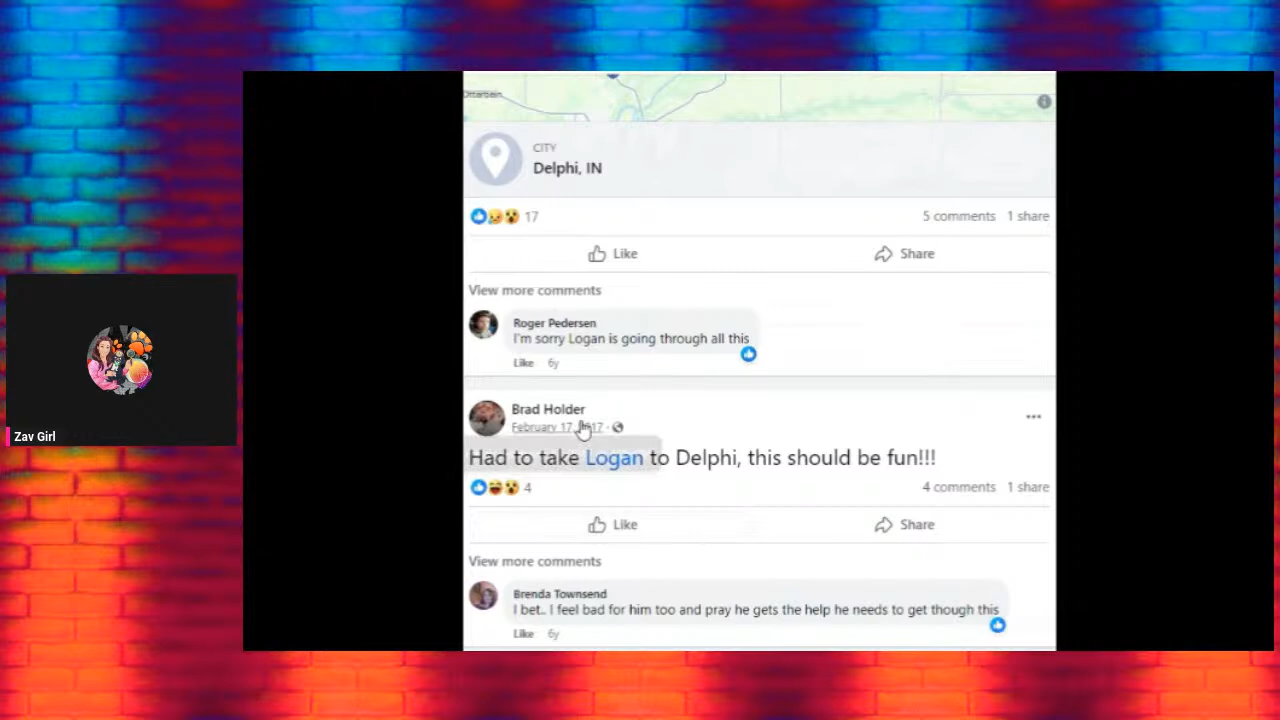 Otterbein
CITY
Delphi, IN
17
5 comments 1 share
Like
Share
View more comments
Roger Pedersen
I'm sorry Logan is going through all this
Like 6y
Brad Holder
February 17, 2017
Had to take Logan to Delphi, this should be fun!!!
4
4 comments 1 share
Like
Share
View more comments
Brenda Townsend
I bet.. I feel bad for him too and pray he gets the help he needs to get though this
Like 6y
Zav Girl